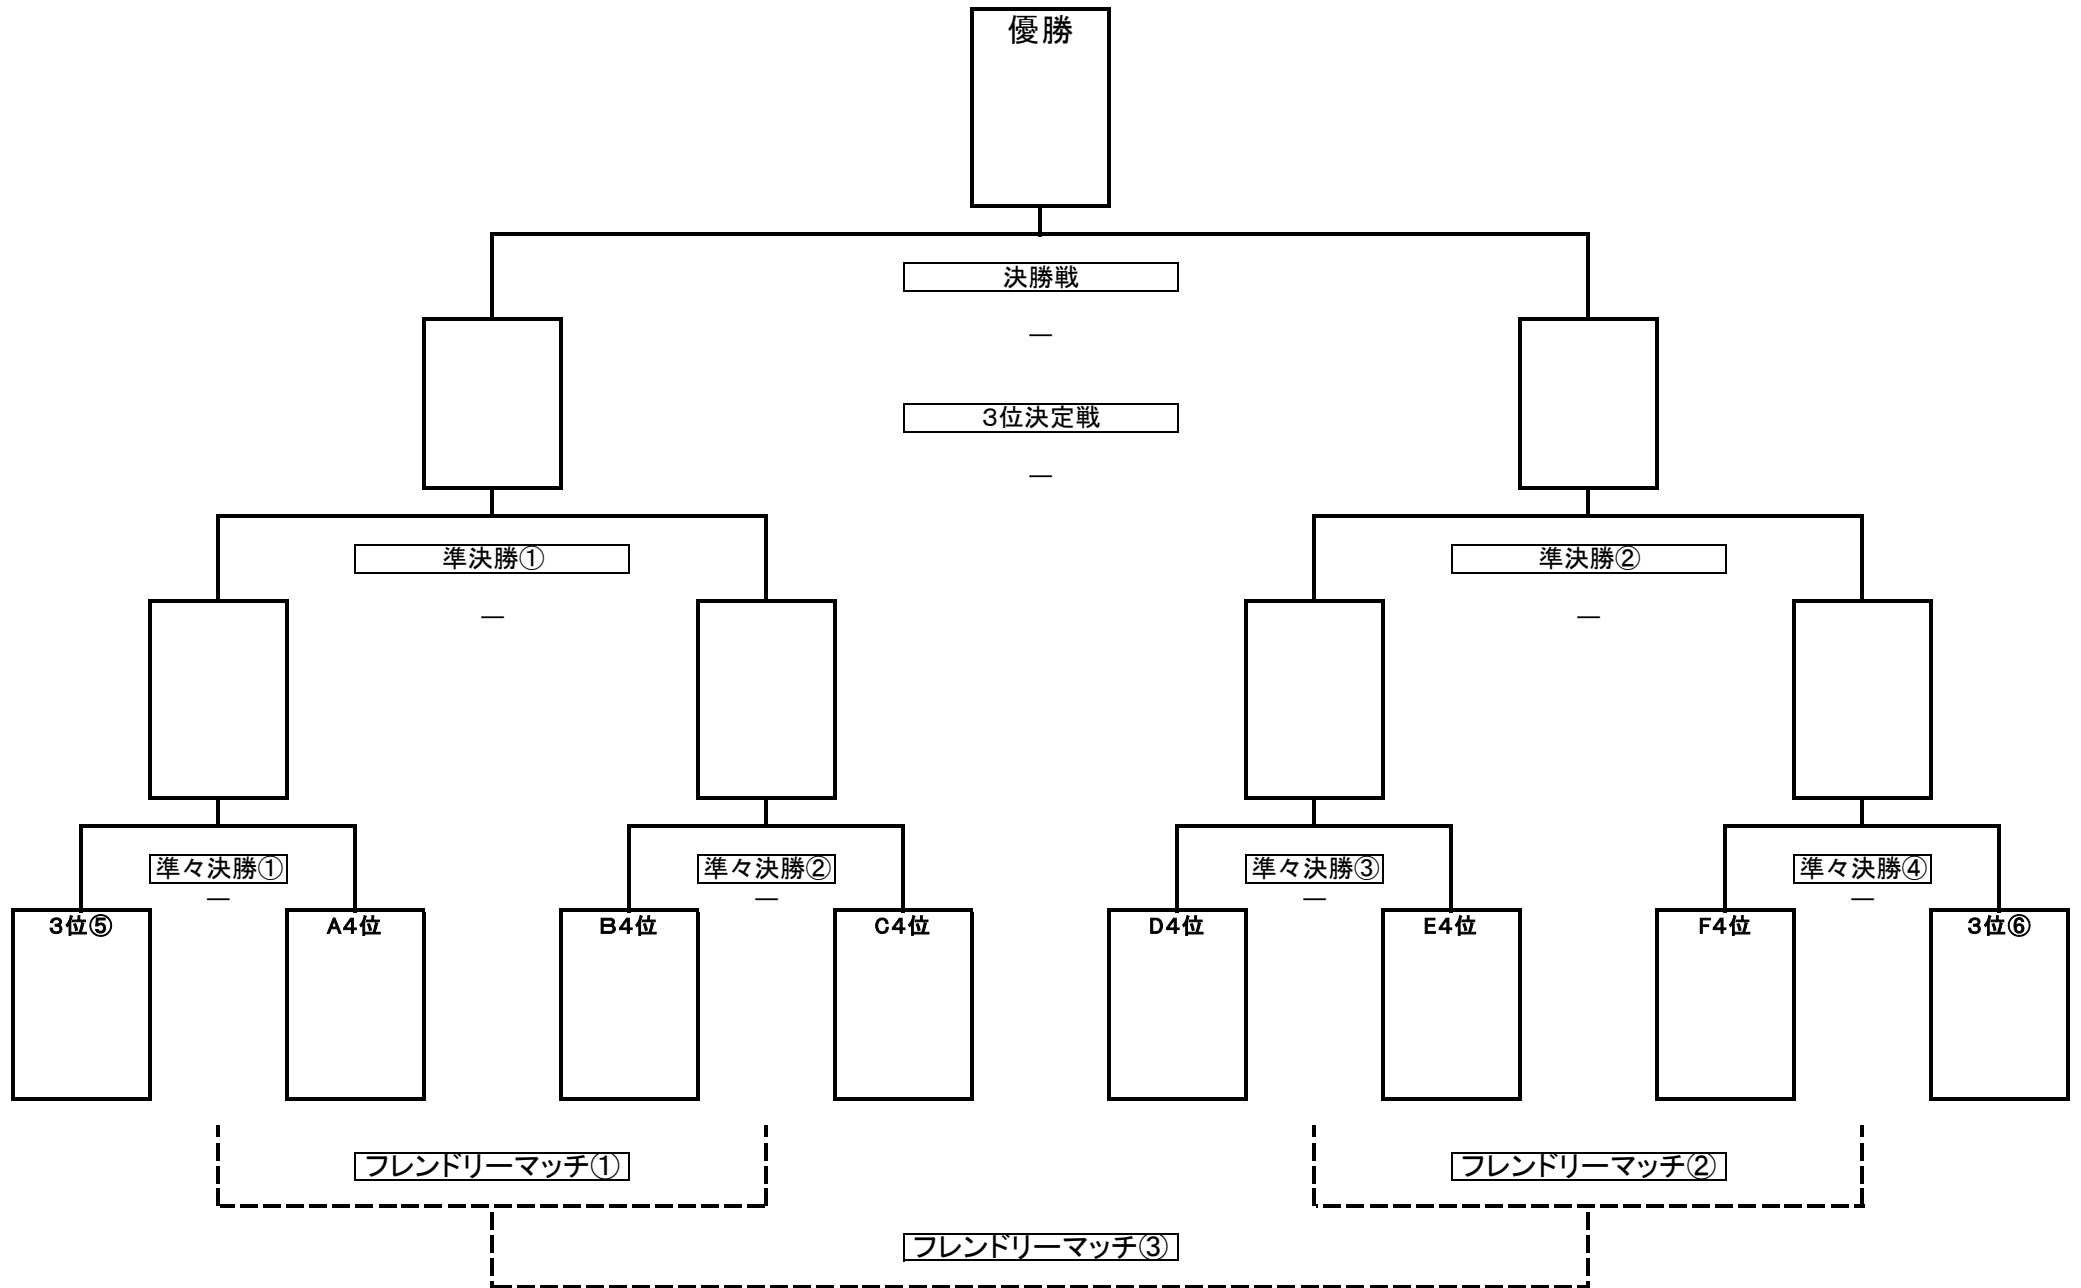 優勝
決勝戦
―
3位決定戦
―
準決勝①
準決勝②
―
―
準々決勝①
準々決勝②
準々決勝③
準々決勝④
―
―
―
―
3位⑤
A4位
B4位
C4位
D4位
E4位
F4位
3位⑥
フレンドリーマッチ①
フレンドリーマッチ②
フレンドリーマッチ③